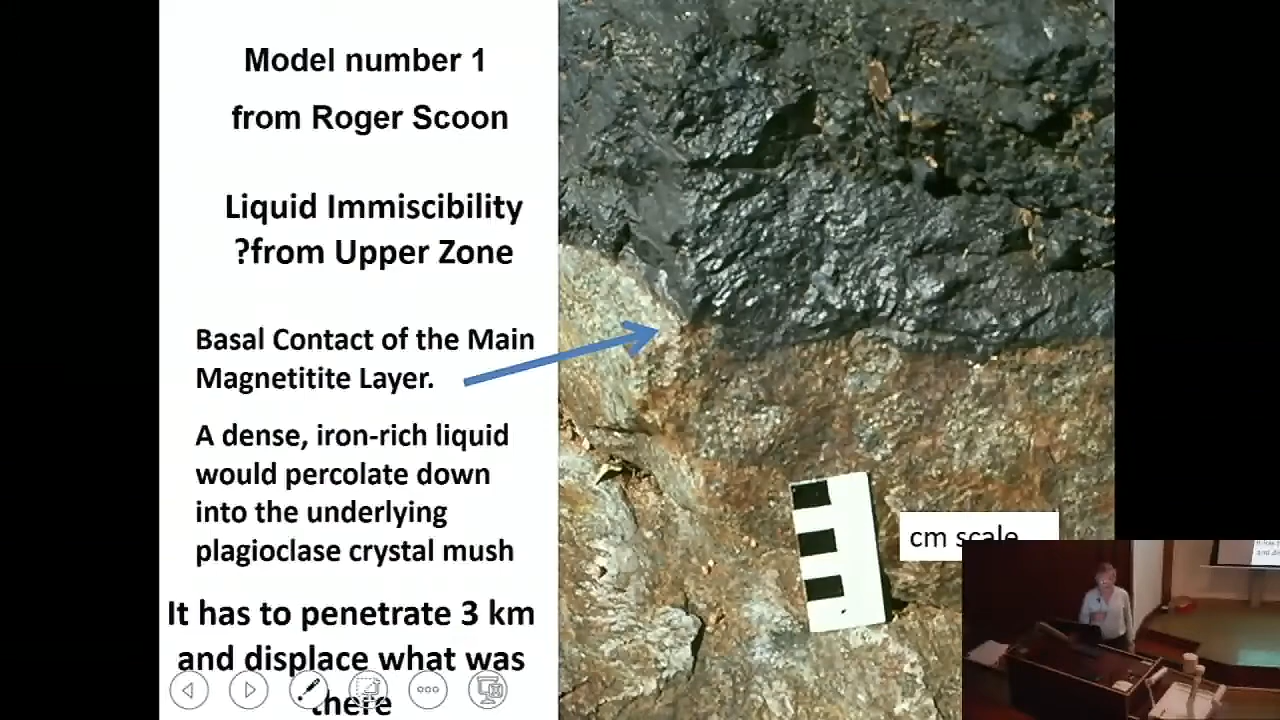 Model number 1
from Roger Scoon
Liquid Immiscibility
?from Upper Zone
Basal Contact of the Main
Magnetitite Layer.
A dense, iron-rich liquid
would percolate down
into the underlying
plagioclase crystal mush
It has to penetrate 3 km
and displace what was
there
cm scale